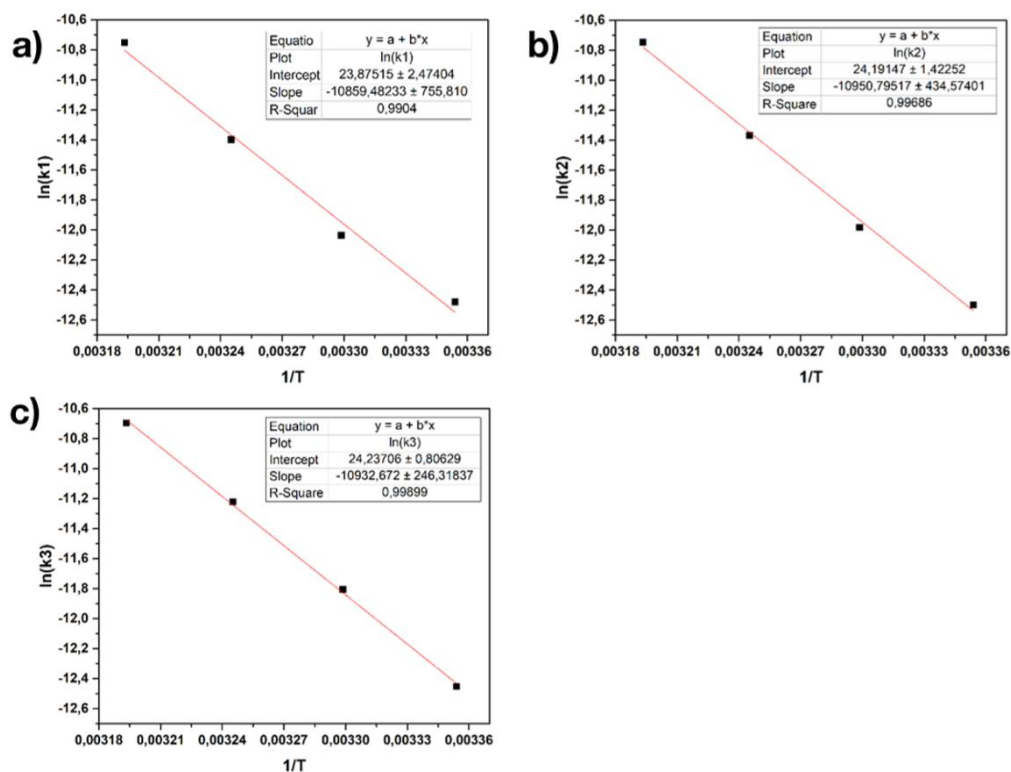 a)
-10,6
-10,8
-11,0
-11,2
-11,4
-11,6
-11,8
-12,0
-12,2
-12,4
-12,6
ln(k1)
Equatio y = a + b*x
Plot ln(k1)
Intercept 23,87515 ± 2,47404
Slope -10859,48233 ± 755,810
R-Squar 0,9904
0,00318 0,00321 0,00324 0,00327 0,00330 0,00333 0,00336
1/T
b)
-10,6
-10,8
-11,0
-11,2
-11,4
-11,6
-11,8
-12,0
-12,2
-12,4
-12,6
ln(k2)
Equation y = a + b*x
Plot ln(k2)
Intercept 24,19147 ± 1,42252
Slope -10950,79517 ± 434,57401
R-Square 0,99686
0,00318 0,00321 0,00324 0,00327 0,00330 0,00333 0,00336
1/T
c)
-10,6
-10,8
-11,0
-11,2
-11,4
-11,6
-11,8
-12,0
-12,2
-12,4
-12,6
ln(k3)
Equation y = a + b*x
Plot ln(k3)
Intercept 24,23706 ± 0,80629
Slope -10932,672 ± 246,31837
R-Square 0,99899
0,00318 0,00321 0,00324 0,00327 0,00330 0,00333 0,00336
1/T